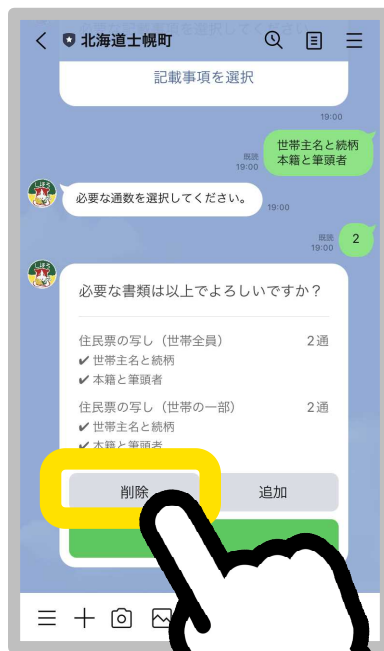 北海道士幌町
記載事項を選択
19:00
世帯主名と続柄
本籍と筆頭者
既読
19:00
必要な通数を選択してください。
19:00
2
既読
19:00
必要な書類は以上でよろしいですか？
住民票の写し（世帯全員） 2通
✔ 世帯主名と続柄
✔ 本籍と筆頭者
住民票の写し（世帯の一部） 2通
✔ 世帯主名と続柄
✔ 本籍と筆頭者
削除 追加